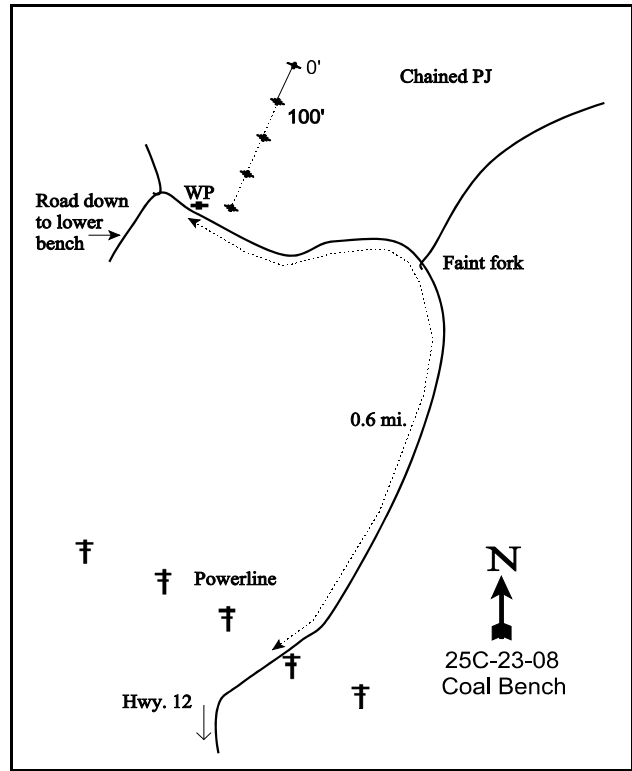 0'
Chained PJ
100'
WP
Road down
to lower
bench
Faint fork
0.6 mi.
Powerline
N
25C-23-08
Coal Bench
Hwy. 12